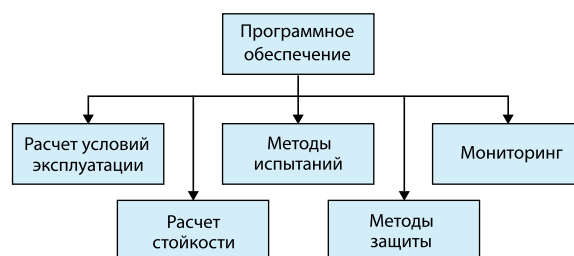 Программное
обеспечение
Расчет условий
эксплуатации
Методы
испытаний
Мониторинг
Расчет
стойкости
Методы
защиты